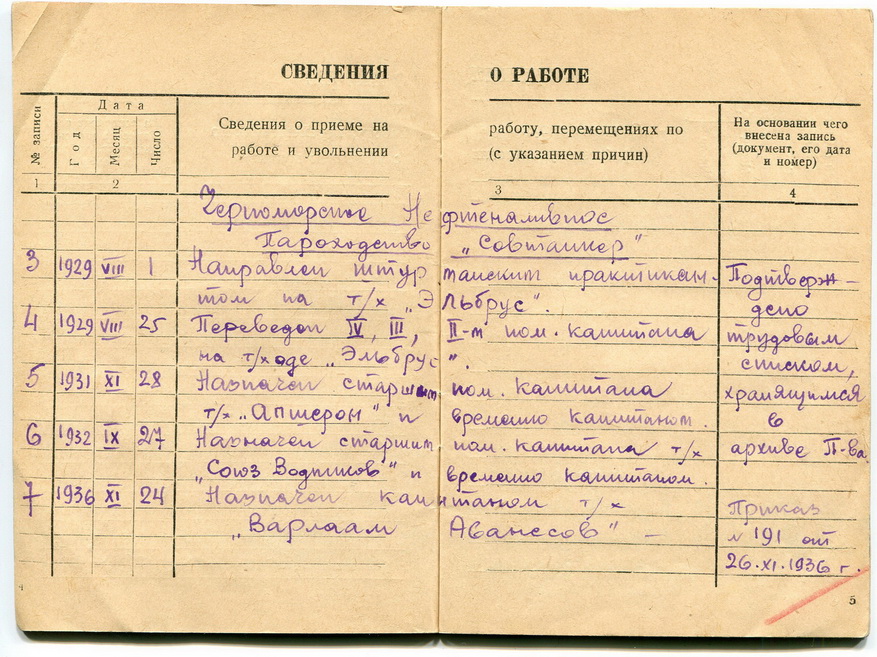 СВЕДЕНИЯ О РАБОТЕ
№ записи
Дата
Год
Месяц
Число
Сведения о приеме на работу, перемещениях по
работе и увольнении (с указанием причин)
На основании чего
внесена запись
(документ, его дата
и номер)
1 2 3 4
Черноморское Нефтеналивное
Пароходство „Совтанкер"
3 1929 VIII 1 Направлен штурманским практикан-
том на т/х „Эльбрус".
4 1929 VIII 25 Переведен IV, III, II-м пом. капитана
на т/ходе „Эльбрус".
5 1931 XI 28 Назначен старшим пом. капитана
т/х „Апшерон" и временно капитаном.
6 1932 IX 27 Назначен старшим пом. капитана т/х
„Союз Водников" и временно капитаном.
7 1936 XI 24 Назначен капитаном т/х
„Варлаам Аванесов" –
Подтверж-
дено
трудовым
списком,
хранящимся
в
архиве П-ва.
Приказ
N 191 от
26.XI.1936 г.
5